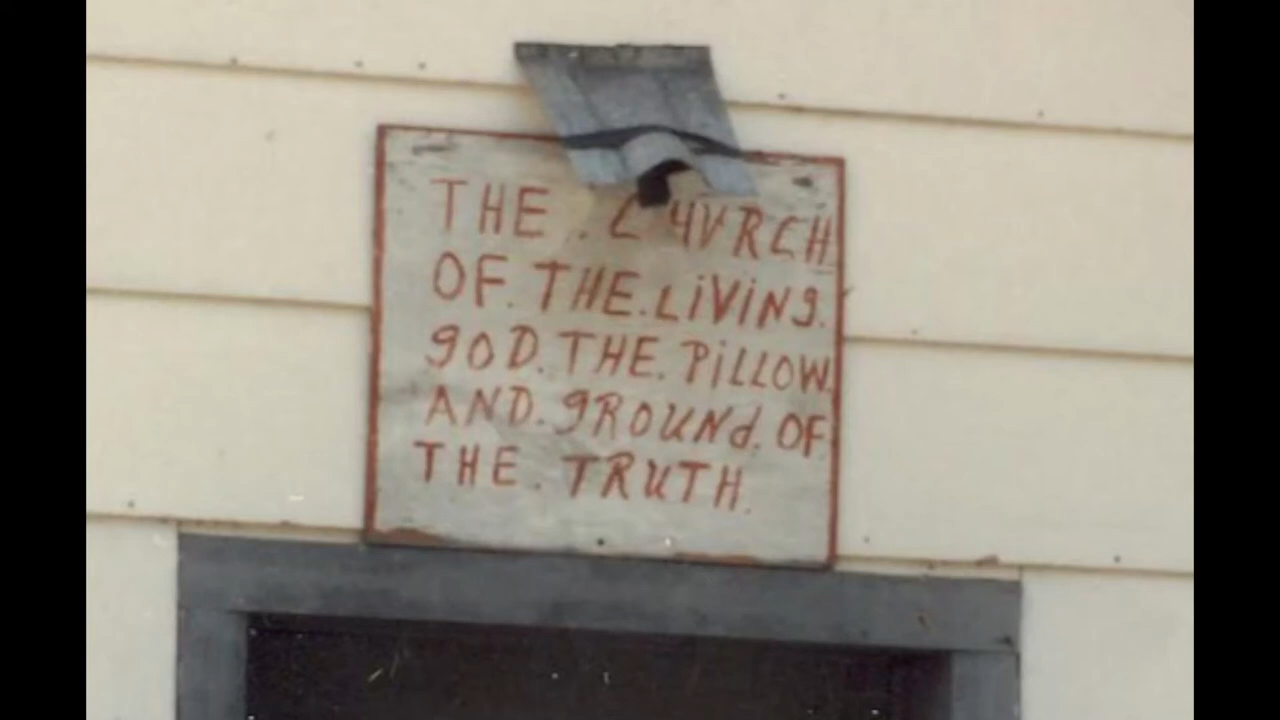 THE . CHVRCH
OF. THE. LiViNg.
gOD. THE. PiLLOW.
AND. gROUNd. OF
THE. TRUTH.